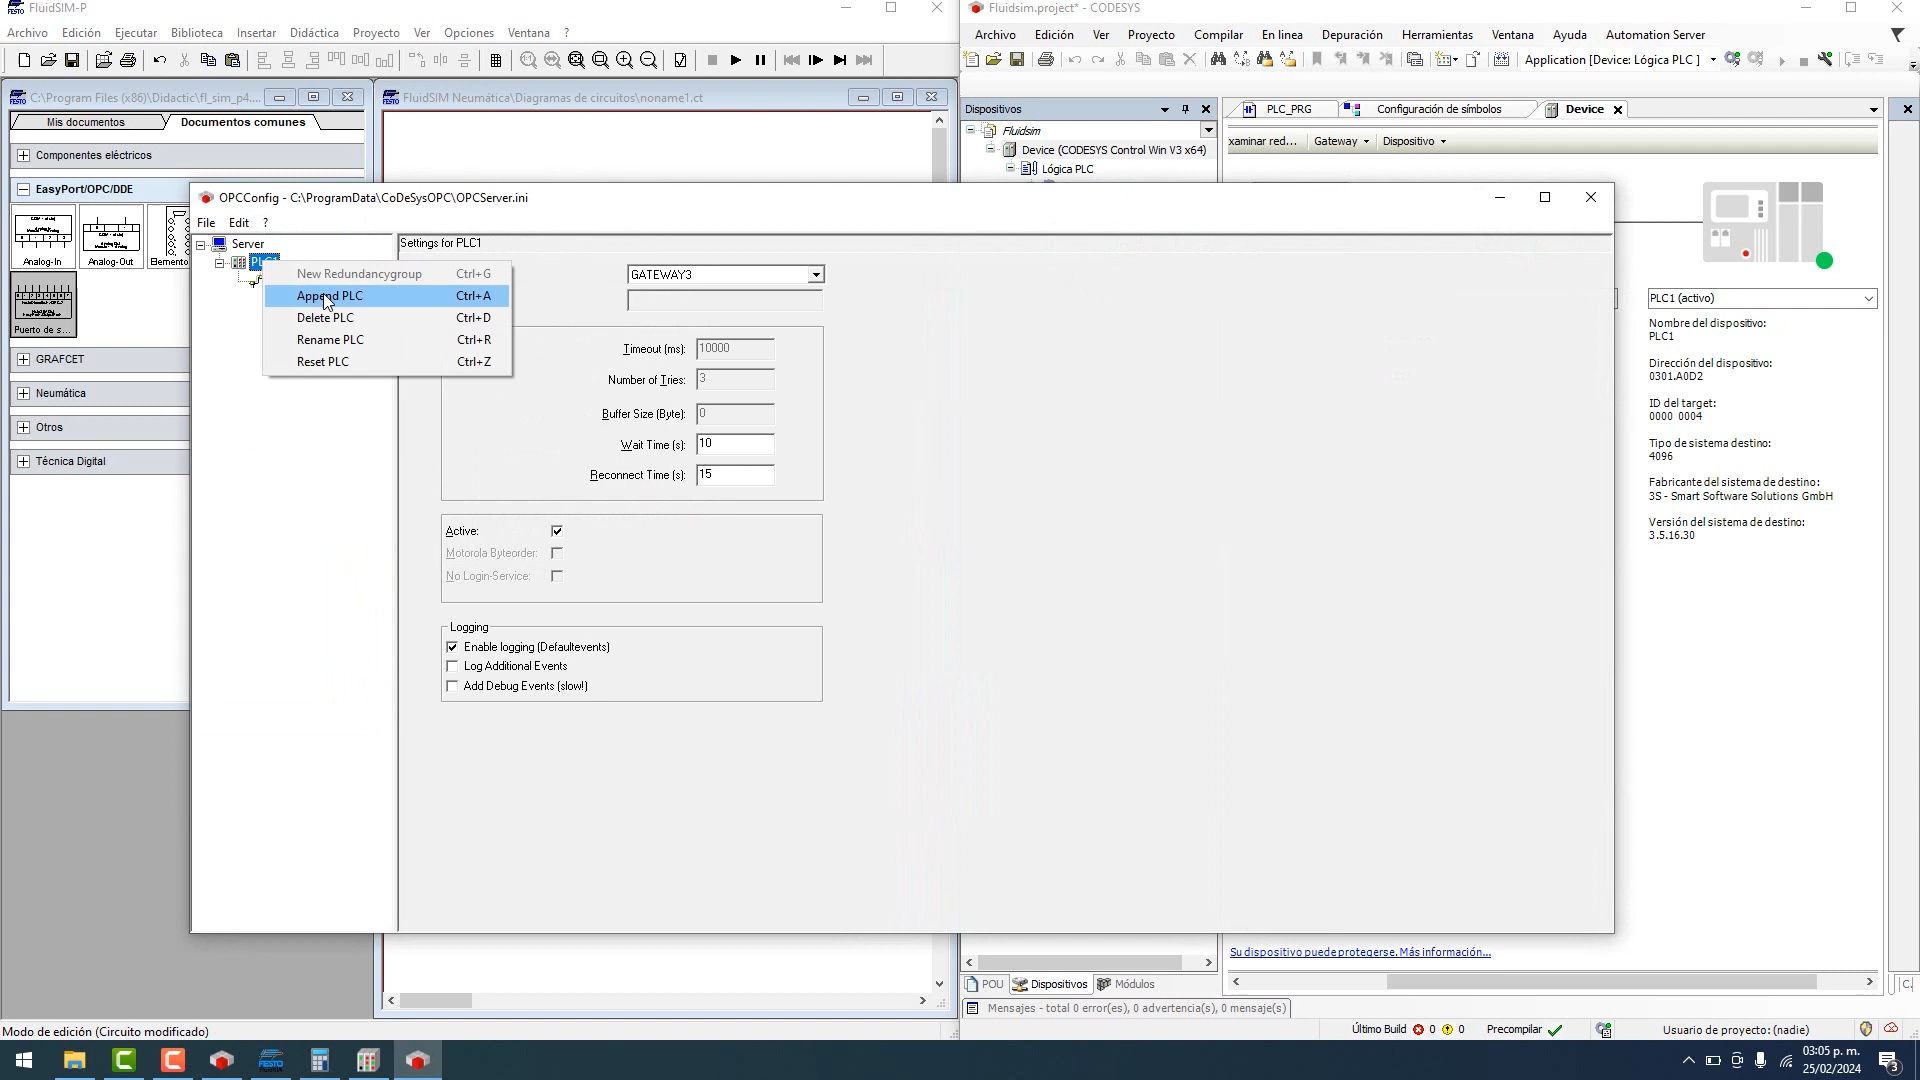 FluidSIM-P
Archivo Edición Ejecutar Biblioteca Insertar Didáctica Proyecto Ver Opciones Ventana ?
C:\Program Files (x86)\Didactic\fl_sim_p4....
Mis documentos Documentos comunes
Componentes eléctricos
EasyPort/OPC/DDE
Analog-In Analog-Out Elemento
Puerto de s...
GRAFCET
Neumática
Otros
Técnica Digital
FluidSIM Neumática\Diagramas de circuitos\noname1.ct
Modo de edición (Circuito modificado)
OPCConfig - C:\ProgramData\CoDeSysOPC\OPCServer.ini
File Edit ?
Server
PLC1
New Redundancygroup Ctrl+G
Append PLC Ctrl+A
Delete PLC Ctrl+D
Rename PLC Ctrl+R
Reset PLC Ctrl+Z
Settings for PLC1
GATEWAY3
Timeout (ms): 10000
Number of Tries: 3
Buffer Size (Byte): 0
Wait Time (s): 10
Reconnect Time (s): 15
Active:
Motorola Byteorder:
No Login-Service:
Logging
Enable logging (Defaultevents)
Log Additional Events
Add Debug Events (slow!)
Fluidsim.project* - CODESYS
Archivo Edición Ver Proyecto Compilar En linea Depuración Herramientas Ventana Ayuda Automation Server
Application [Device: Lógica PLC ]
Dispositivos
Fluidsim
Device (CODESYS Control Win V3 x64)
Lógica PLC
PLC_PRG Configuración de símbolos Device
xaminar red... Gateway Dispositivo
PLC1 (activo)
Nombre del dispositivo:
PLC1
Dirección del dispositivo:
0301.A0D2
ID del target:
0000 0004
Tipo de sistema destino:
4096
Fabricante del sistema de destino:
3S - Smart Software Solutions GmbH
Versión del sistema de destino:
3.5.16.30
Su dispositivo puede protegerse. Más información...
POU Dispositivos Módulos
Mensajes - total 0 error(es), 0 advertencia(s), 0 mensaje(s)
Último Build 0 0 Precompilar Usuario de proyecto: (nadie)
03:05 p. m.
25/02/2024
3